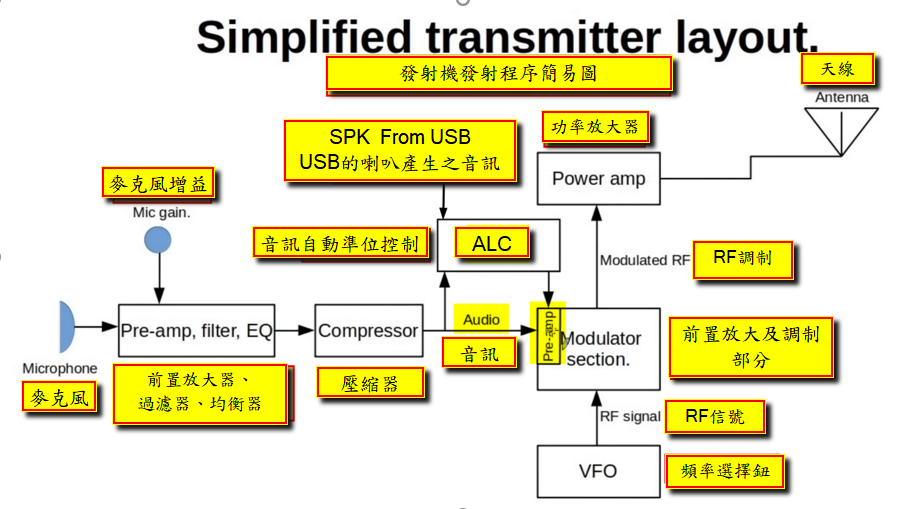 Simplified transmitter layout.
發射機發射程序簡易圖
天線
Antenna
功率放大器
Power amp
SPK From USB
USB的喇叭產生之音訊
麥克風增益
Mic gain.
音訊自動準位控制
ALC
Modulated RF
RF調制
Pre-amp, filter, EQ
Compressor
Audio
音訊
Pre-amp
Modulator
section.
前置放大及調制
部分
Microphone
麥克風
前置放大器、
過濾器、均衡器
壓縮器
RF signal
RF信號
VFO
頻率選擇鈕